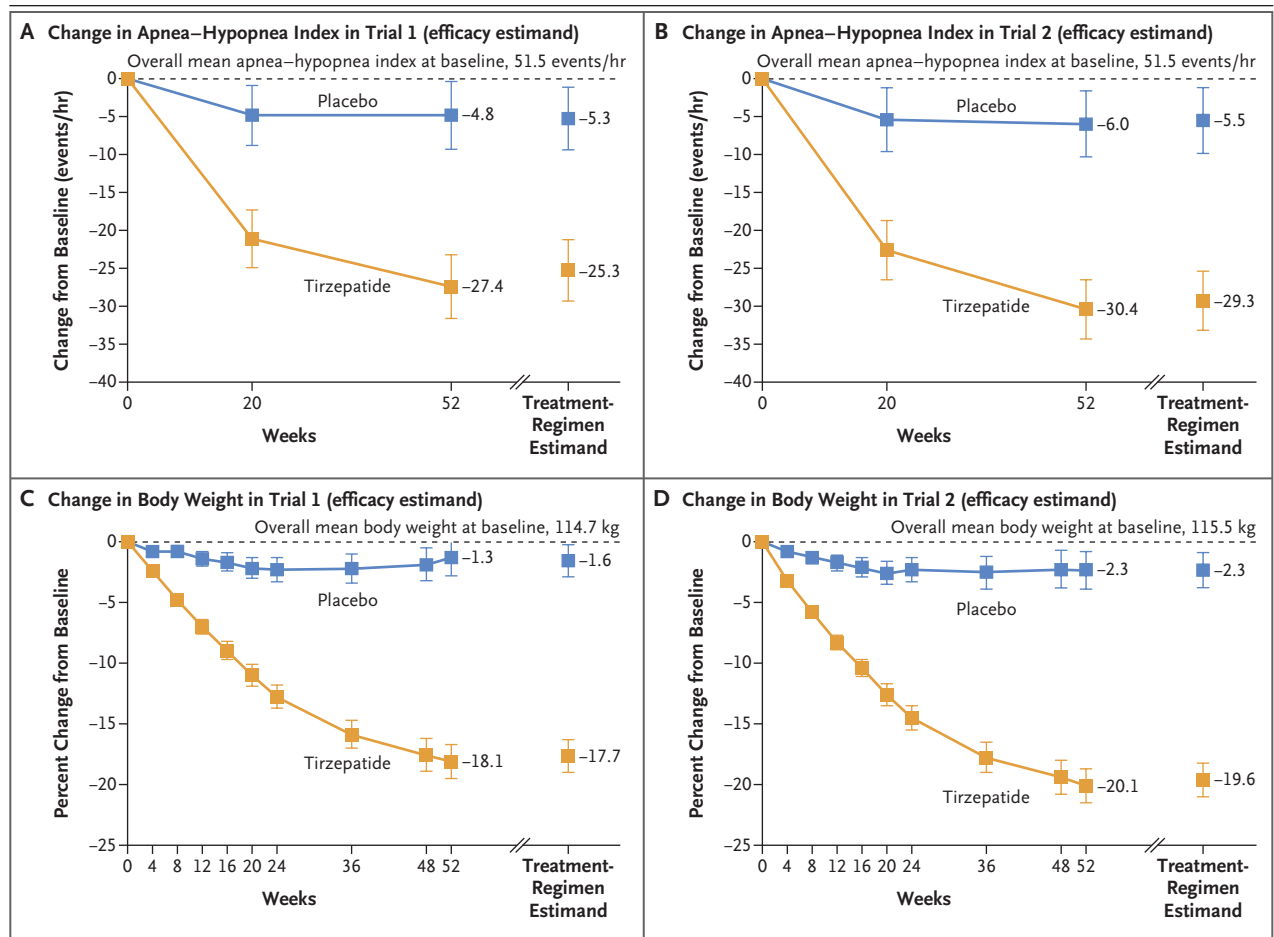 A Change in Apnea–Hypopnea Index in Trial 1 (efficacy estimand)
Overall mean apnea–hypopnea index at baseline, 51.5 events/hr
Change from Baseline (events/hr)
0
–5
–10
–15
–20
–25
–30
–35
–40
Placebo
–4.8
–5.3
Tirzepatide
–27.4
–25.3
0 20 52
Weeks
Treatment-
Regimen
Estimand
B Change in Apnea–Hypopnea Index in Trial 2 (efficacy estimand)
Overall mean apnea–hypopnea index at baseline, 51.5 events/hr
Change from Baseline (events/hr)
0
–5
–10
–15
–20
–25
–30
–35
–40
Placebo
–6.0
–5.5
Tirzepatide
–30.4
–29.3
0 20 52
Weeks
Treatment-
Regimen
Estimand
C Change in Body Weight in Trial 1 (efficacy estimand)
Overall mean body weight at baseline, 114.7 kg
Percent Change from Baseline
0
–5
–10
–15
–20
–25
–1.3
–1.6
Placebo
Tirzepatide
–18.1
–17.7
0 4 8 12 16 20 24 36 48 52
Weeks
Treatment-
Regimen
Estimand
D Change in Body Weight in Trial 2 (efficacy estimand)
Overall mean body weight at baseline, 115.5 kg
Percent Change from Baseline
0
–5
–10
–15
–20
–25
–2.3
–2.3
Placebo
Tirzepatide
–20.1
–19.6
0 4 8 12 16 20 24 36 48 52
Weeks
Treatment-
Regimen
Estimand